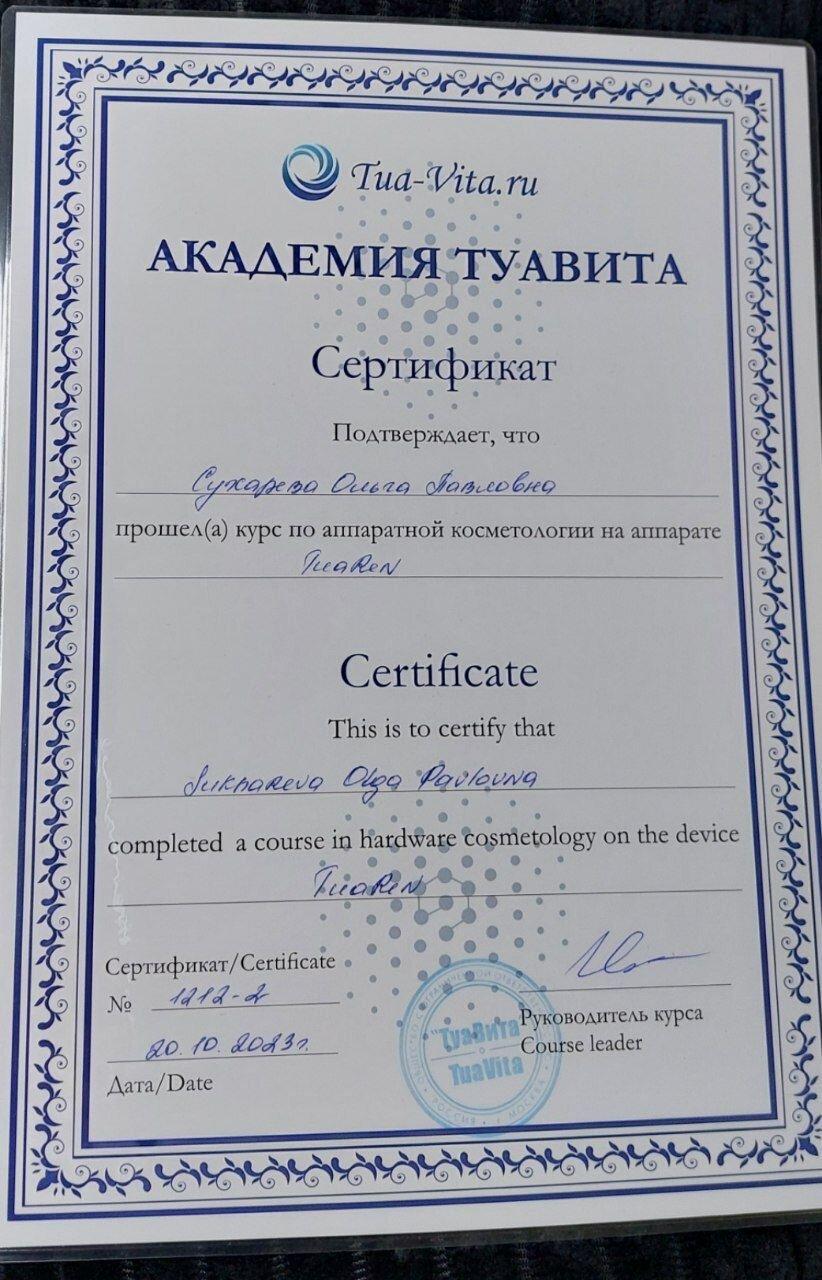 Tua-Vita.ru
АКАДЕМИЯ ТУАВИТА
Сертификат
Подтверждает, что
Сухарева Ольга Павловна
прошел(а) курс по аппаратной косметологии на аппарате
TuaRen
Certificate
This is to certify that
Sukhareva Olga Pavlovna
completed a course in hardware cosmetology on the device
TuaRen
Сертификат/Certificate
№ 1212-2
20.10.2023г.
Дата/Date
Руководитель курса
Course leader
"ТуаВита
TuaVita
РОССИЯ • г. МОСКВА